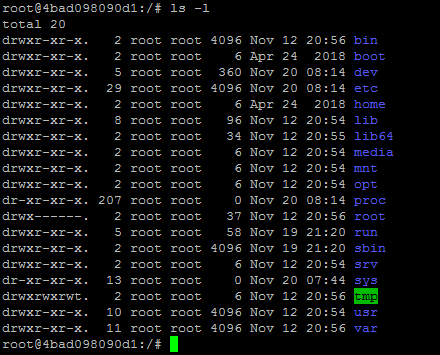 root@4bad098090d1:/# ls -l
total 20
drwxr-xr-x.   2 root root 4096 Nov 12 20:56 bin
drwxr-xr-x.   2 root root    6 Apr 24  2018 boot
drwxr-xr-x.   5 root root  360 Nov 20 08:14 dev
drwxr-xr-x.  29 root root 4096 Nov 20 08:14 etc
drwxr-xr-x.   2 root root    6 Apr 24  2018 home
drwxr-xr-x.   8 root root   96 Nov 12 20:54 lib
drwxr-xr-x.   2 root root   34 Nov 12 20:55 lib64
drwxr-xr-x.   2 root root    6 Nov 12 20:54 media
drwxr-xr-x.   2 root root    6 Nov 12 20:54 mnt
drwxr-xr-x.   2 root root    6 Nov 12 20:54 opt
dr-xr-xr-x. 207 root root    0 Nov 20 08:14 proc
drwx------.   2 root root   37 Nov 12 20:56 root
drwxr-xr-x.   5 root root   58 Nov 19 21:20 run
drwxr-xr-x.   2 root root 4096 Nov 19 21:20 sbin
drwxr-xr-x.   2 root root    6 Nov 12 20:54 srv
dr-xr-xr-x.  13 root root    0 Nov 20 07:44 sys
drwxrwxrwt.   2 root root    6 Nov 12 20:56 tmp
drwxr-xr-x.  10 root root 4096 Nov 12 20:54 usr
drwxr-xr-x.  11 root root 4096 Nov 12 20:56 var
root@4bad098090d1:/#